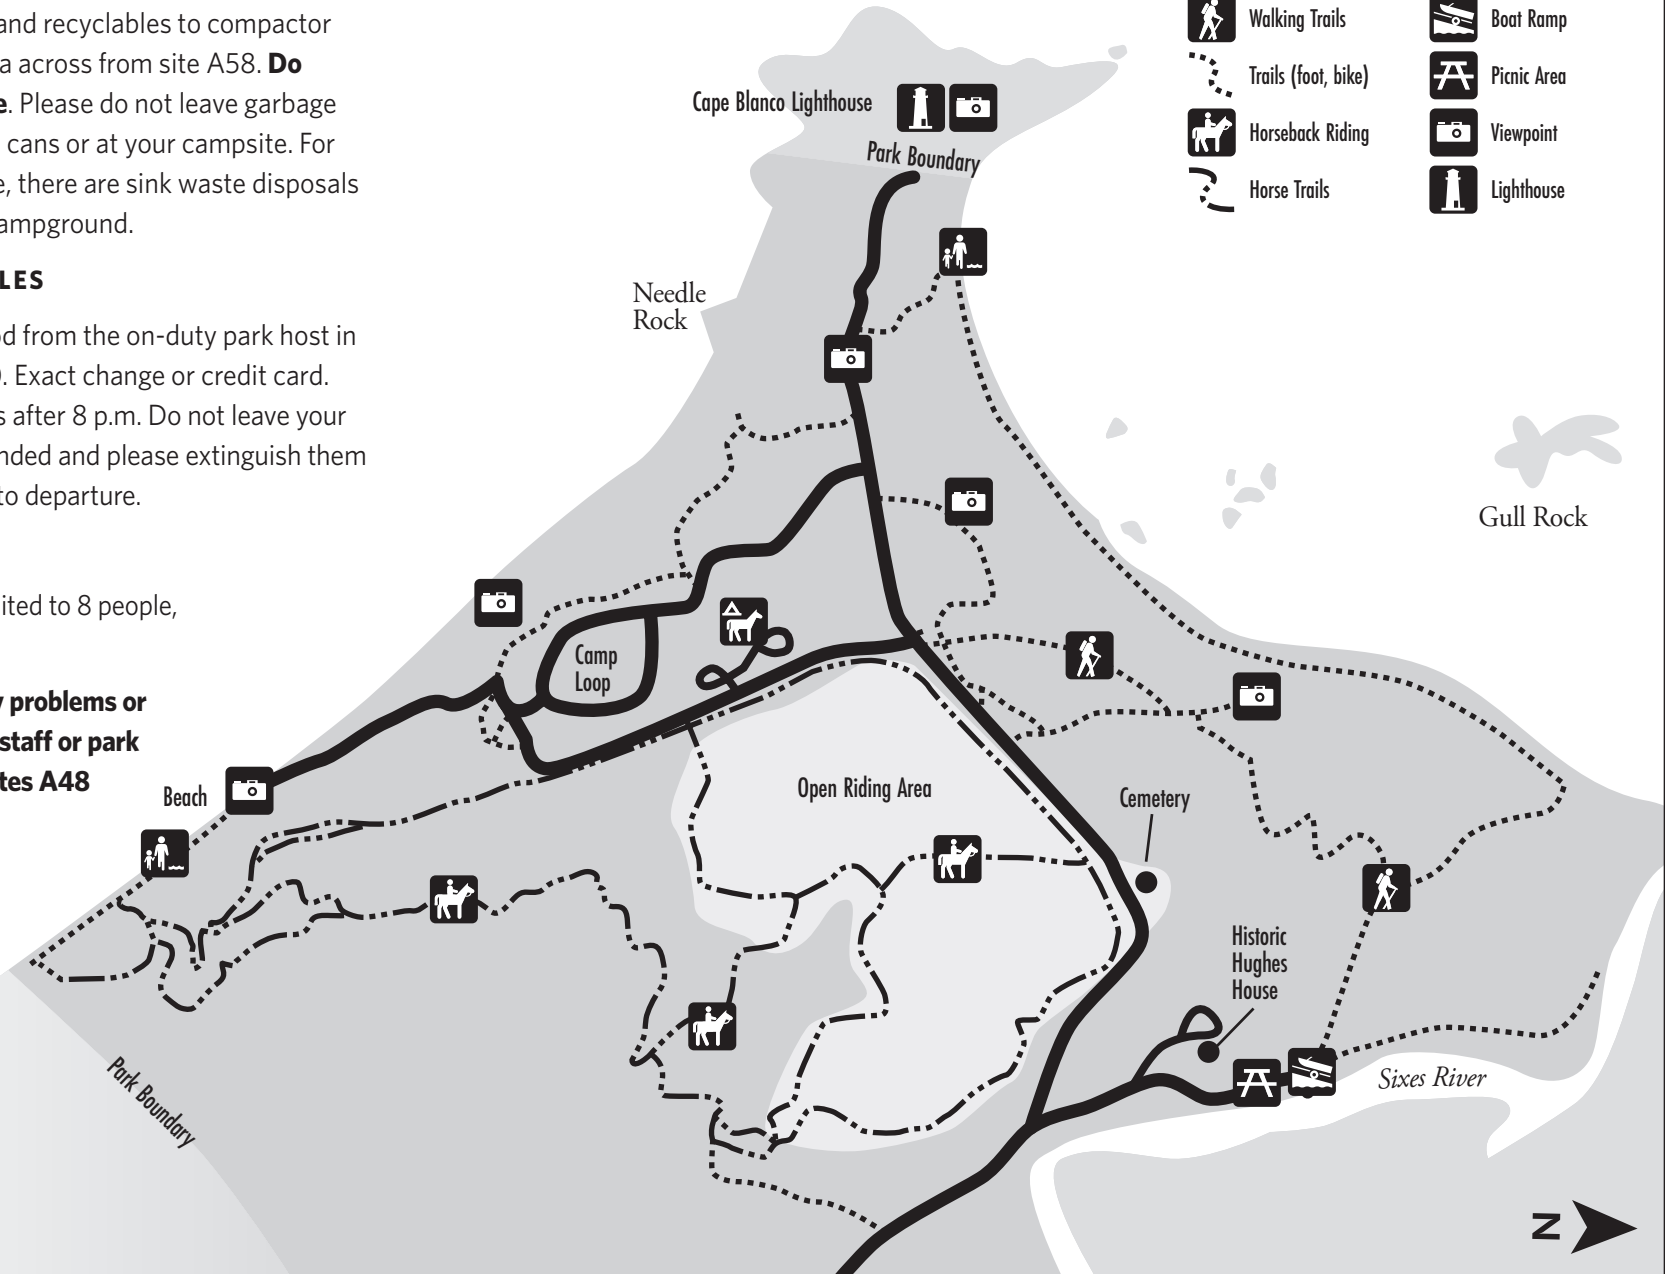 and recyclables to compactor
a across from site A58. Do
e. Please do not leave garbage
cans or at your campsite. For
e, there are sink waste disposals
ampground.
LES
od from the on-duty park host in
0. Exact change or credit card.
s after 8 p.m. Do not leave your
nded and please extinguish them
to departure.
ited to 8 people,
y problems or
staff or park
tes A48
Walking Trails
Trails (foot, bike)
Horseback Riding
Horse Trails
Boat Ramp
Picnic Area
Viewpoint
Lighthouse
Cape Blanco Lighthouse
Park Boundary
Needle
Rock
Gull Rock
Camp
Loop
Beach
Open Riding Area
Cemetery
Historic
Hughes
House
Sixes River
Park Boundary
N